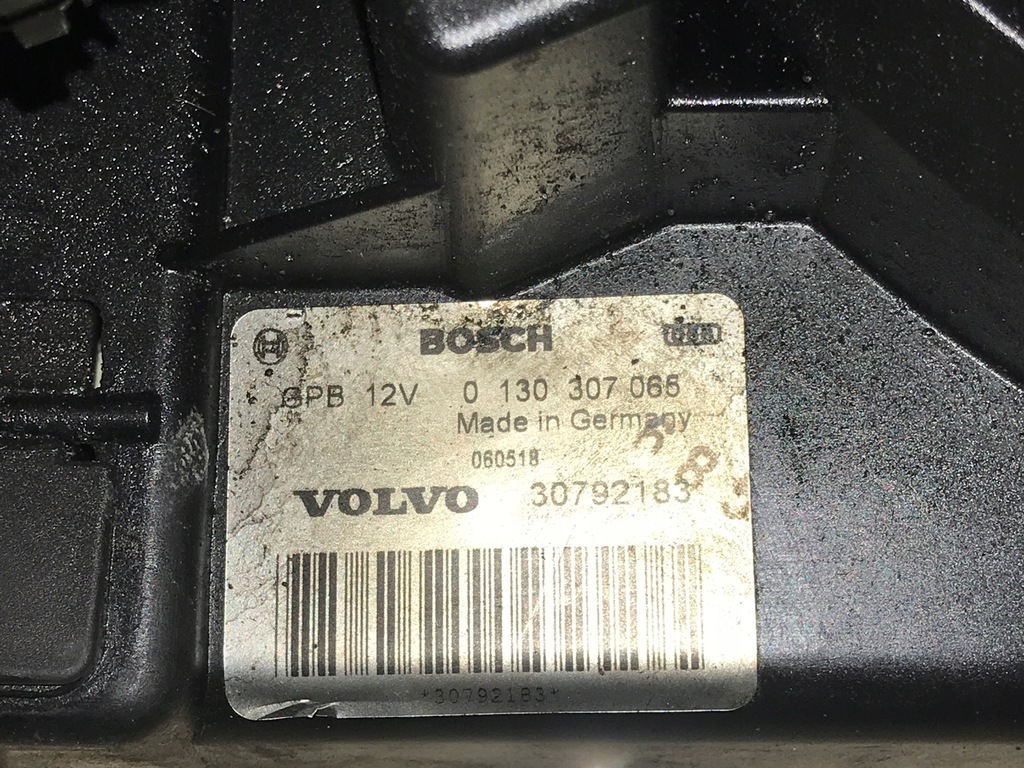 BOSCH
GPB 12V 0 130 307 065
Made in Germany
060518
VOLVO 30792183
*30792183*